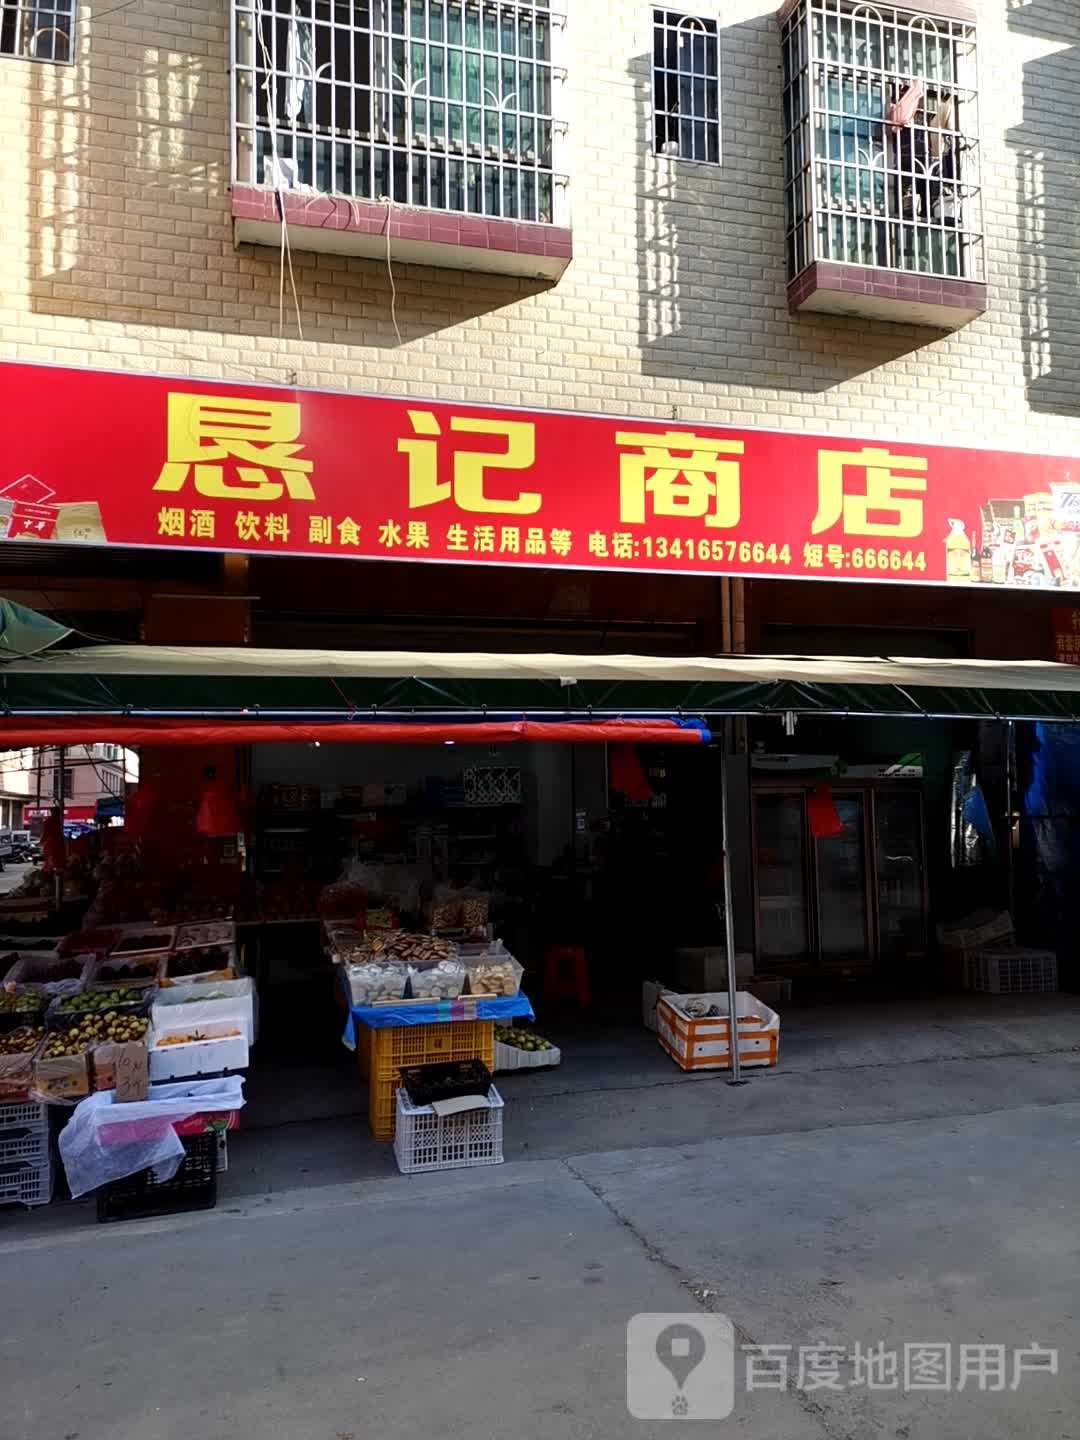 恳记商店
烟酒 饮料 副食 水果 生活用品等 电话:13416576644 短号:666644
百度地图用户